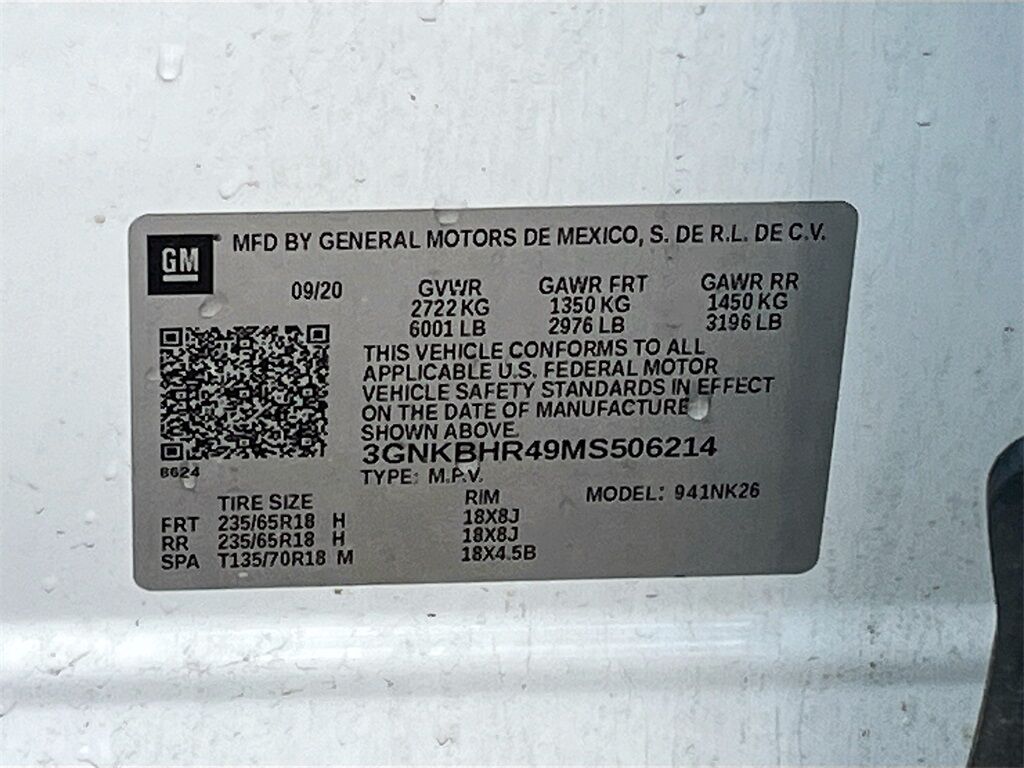 GM
MFD BY GENERAL MOTORS DE MEXICO, S. DE R.L. DE C.V.
09/20 GVWR GAWR FRT GAWR RR
2722 KG 1350 KG 1450 KG
6001 LB 2976 LB 3196 LB
THIS VEHICLE CONFORMS TO ALL
APPLICABLE U.S. FEDERAL MOTOR
VEHICLE SAFETY STANDARDS IN EFFECT
ON THE DATE OF MANUFACTURE
SHOWN ABOVE.
3GNKBHR49MS506214
8624
TYPE: M.P.V.
TIRE SIZE RIM MODEL: 941NK26
FRT 235/65R18 H 18X8J
RR 235/65R18 H 18X8J
SPA T135/70R18 M 18X4.5B